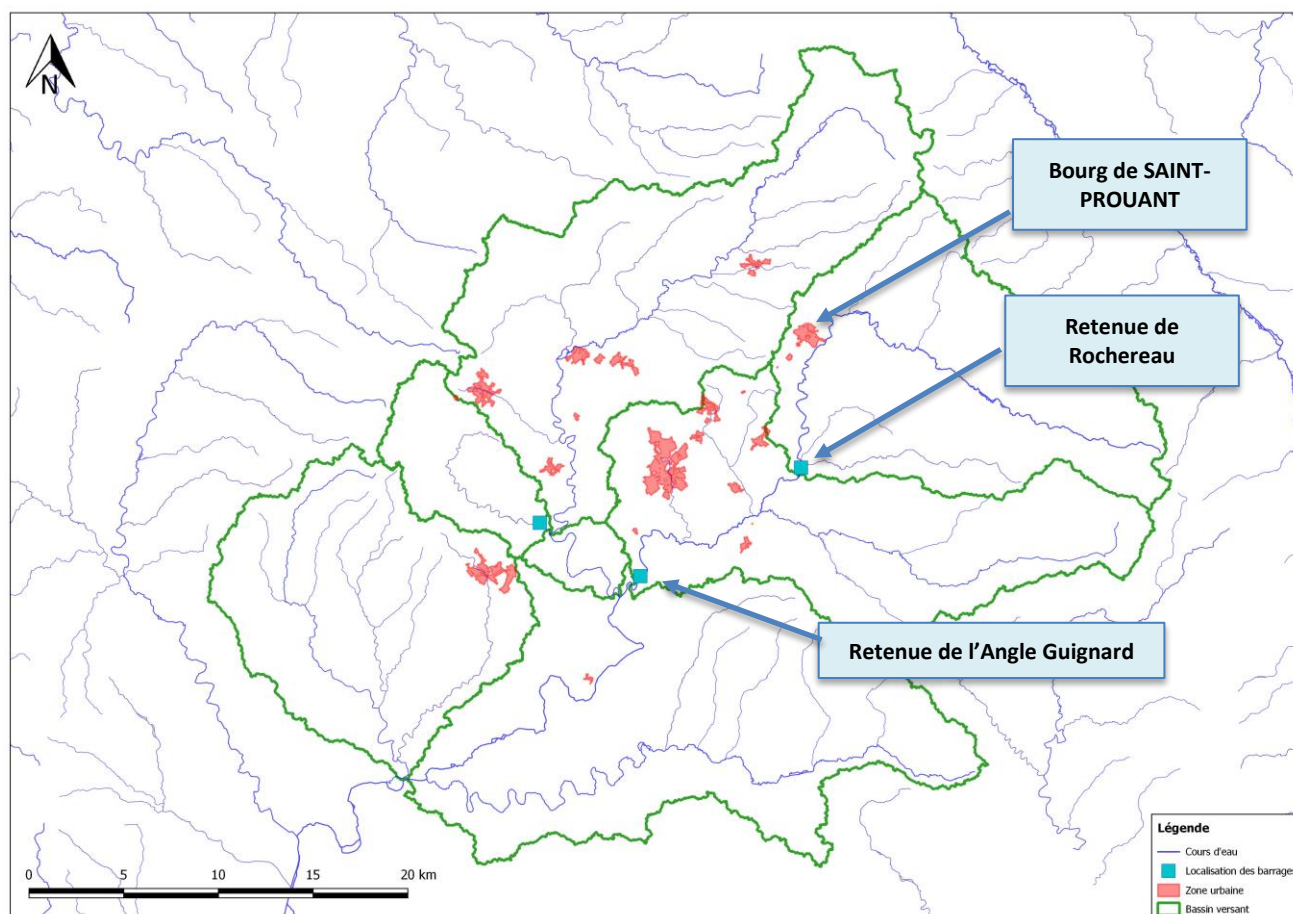 N
Bourg de SAINT-
PROUANT
Retenue de
Rochereau
Retenue de l'Angle Guignard
0 5 10 15 20 km
Légende
Cours d'eau
Localisation des barrages
Zone urbaine
Bassin versant